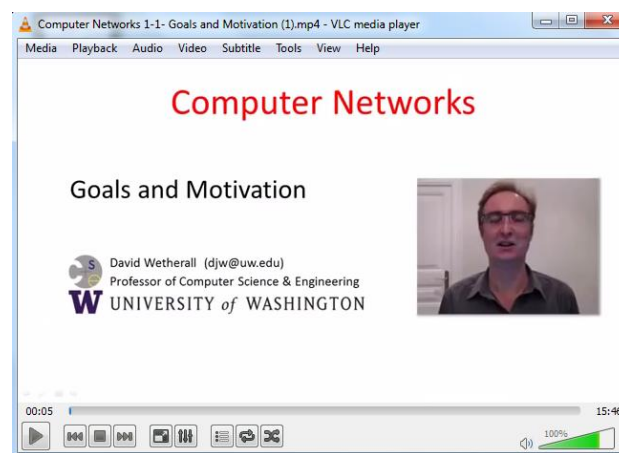 Computer Networks 1-1- Goals and Motivation (1).mp4 - VLC media player
Media Playback Audio Video Subtitle Tools View Help
Computer Networks
Goals and Motivation
David Wetherall (djw@uw.edu)
Professor of Computer Science & Engineering
W UNIVERSITY of WASHINGTON
00:05
15:46
100%